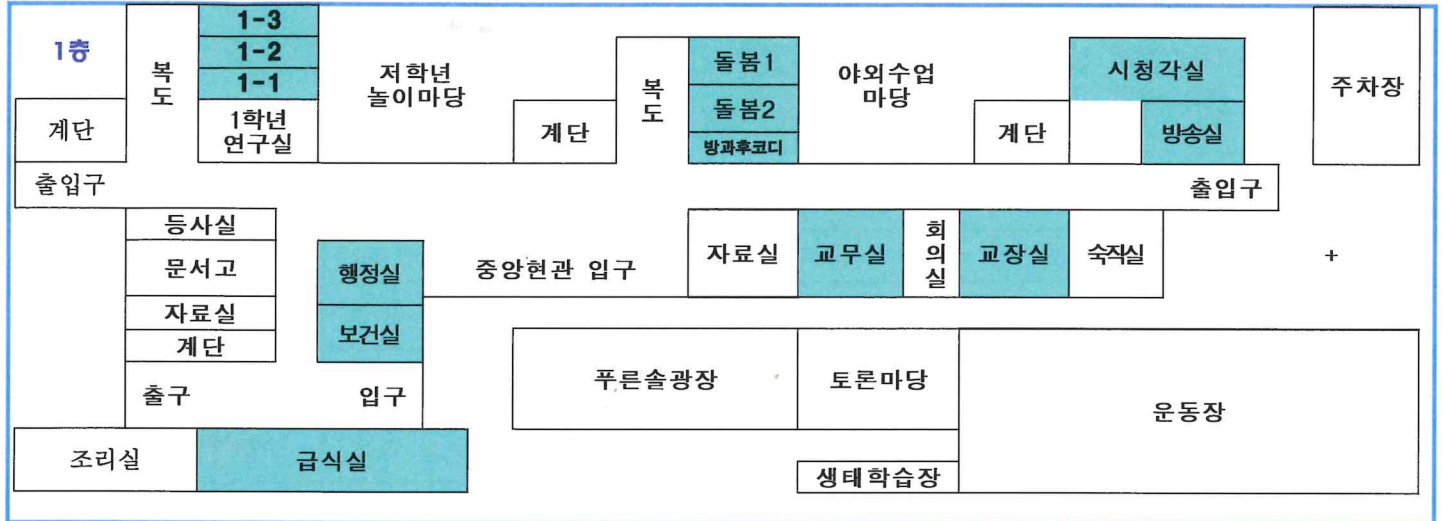 1층
복도
1-3
1-2
1-1
1학년
연구실
계단
저학년
놀이마당
계단
복도
돌봄1
돌봄2
방과후코디
야외수업
마당
계단
시청각실
방송실
주차장
출입구
출입구
등사실
문서고
자료실
계단
행정실
보건실
중앙현관 입구
자료실
교무실
회의실
교장실
숙직실
+
출구
입구
푸른솔광장
토론마당
운동장
조리실
급식실
생태학습장